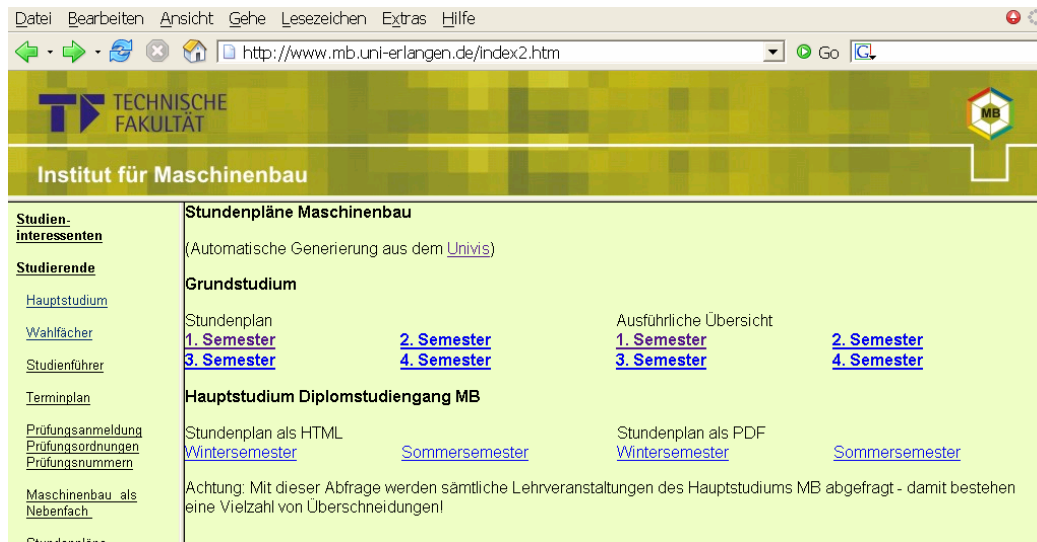 Datei Bearbeiten Ansicht Gehe Lesezeichen Extras Hilfe
http://www.mb.uni-erlangen.de/index2.htm Go G
TECHNISCHE
FAKULTÄT
MB
Institut für Maschinenbau
Studien-
interessenten
Studierende
Hauptstudium
Wahlfächer
Studienführer
Terminplan
Prüfungsanmeldung
Prüfungsordnungen
Prüfungsnummern
Maschinenbau als
Nebenfach
Stundenpläne
Stundenpläne Maschinenbau
(Automatische Generierung aus dem Univis)
Grundstudium
Stundenplan Ausführliche Übersicht
1. Semester 2. Semester 1. Semester 2. Semester
3. Semester 4. Semester 3. Semester 4. Semester
Hauptstudium Diplomstudiengang MB
Stundenplan als HTML Stundenplan als PDF
Wintersemester Sommersemester Wintersemester Sommersemester
Achtung: Mit dieser Abfrage werden sämtliche Lehrveranstaltungen des Hauptstudiums MB abgefragt - damit bestehen
eine Vielzahl von Überschneidungen!